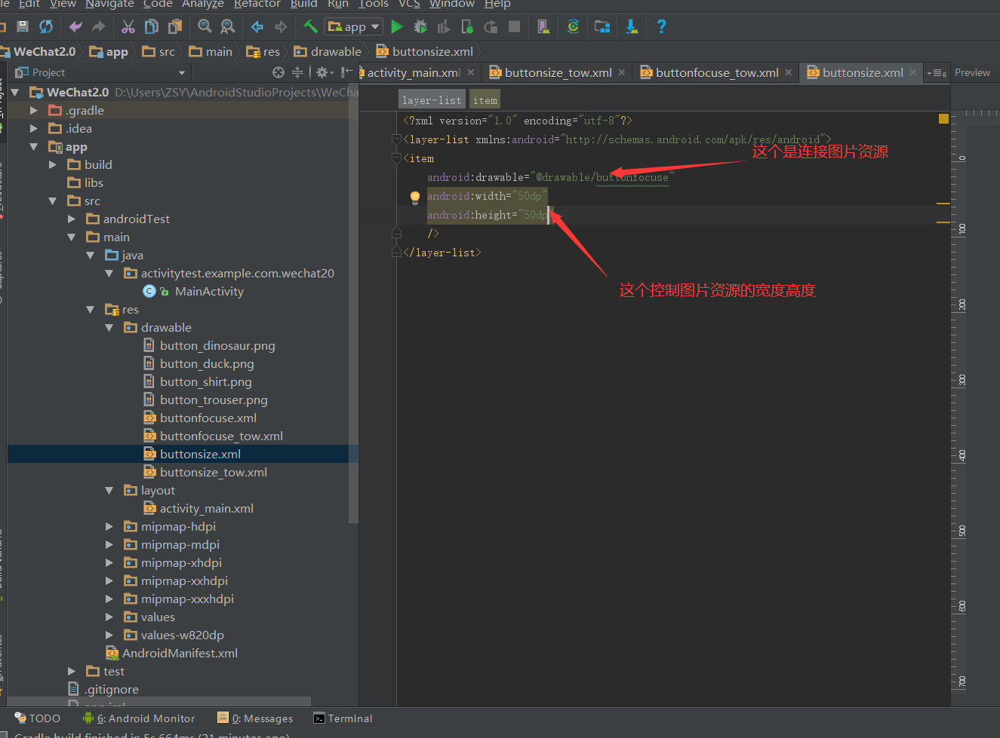 Edit View Navigate Code Analyze Refactor Build Run Tools VCS Window Help
app
WeChat2.0 app src main res drawable buttonsize.xml
Project
activity_main.xml buttonsize_tow.xml buttonfocuse_tow.xml buttonsize.xml Preview
WeChat2.0 D:\Users\ZSY\AndroidStudioProjects\WeCha
.gradle
.idea
app
build
libs
src
androidTest
main
java
activitytest.example.com.wechat20
MainActivity
res
drawable
button_dinosaur.png
button_duck.png
button_shirt.png
button_trouser.png
buttonfocuse.xml
buttonfocuse_tow.xml
buttonsize.xml
buttonsize_tow.xml
layout
activity_main.xml
mipmap-hdpi
mipmap-mdpi
mipmap-xhdpi
mipmap-xxhdpi
mipmap-xxxhdpi
values
values-w820dp
AndroidManifest.xml
test
.gitignore
layer-list item
<?xml version="1.0" encoding="utf-8"?>
<layer-list xmlns:android="http://schemas.android.com/apk/res/android">
<item
android:drawable="@drawable/buttonfocuse"
android:width="50dp"
android:height="50dp"
/>
</layer-list>
这个是连接图片资源
这个控制图片资源的宽度高度
0
100
200
300
400
500
600
700
TODO 6: Android Monitor 0: Messages Terminal
Gradle build finished in 5s 664ms (21 minutes ago)